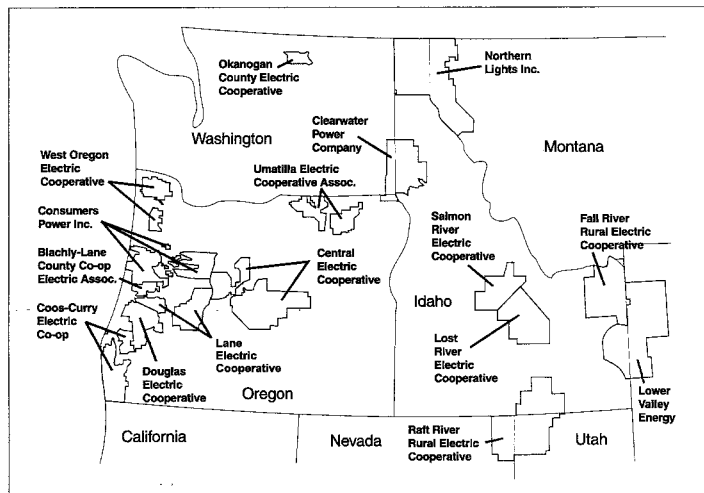 Okanogan
County Electric
Cooperative
Northern
Lights Inc.
Washington
Clearwater
Power
Company
Montana
West Oregon
Electric
Cooperative
Umatilla Electric
Cooperative Assoc.
Consumers
Power Inc.
Salmon
River
Electric
Cooperative
Fall River
Rural Electric
Cooperative
Blachly-Lane
County Co-op
Electric Assoc.
Central
Electric
Cooperative
Idaho
Coos-Curry
Electric
Co-op
Lane
Electric
Cooperative
Lost
River
Electric
Cooperative
Douglas
Electric
Cooperative
Oregon
Lower
Valley
Energy
California
Nevada
Raft River
Rural Electric
Cooperative
Utah